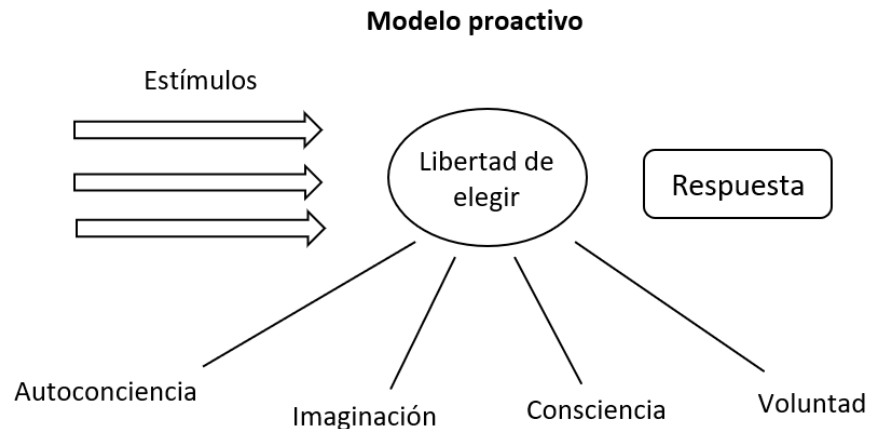 Modelo proactivo
Estímulos
Libertad de
elegir
Respuesta
Autoconciencia
Imaginación
Consciencia
Voluntad